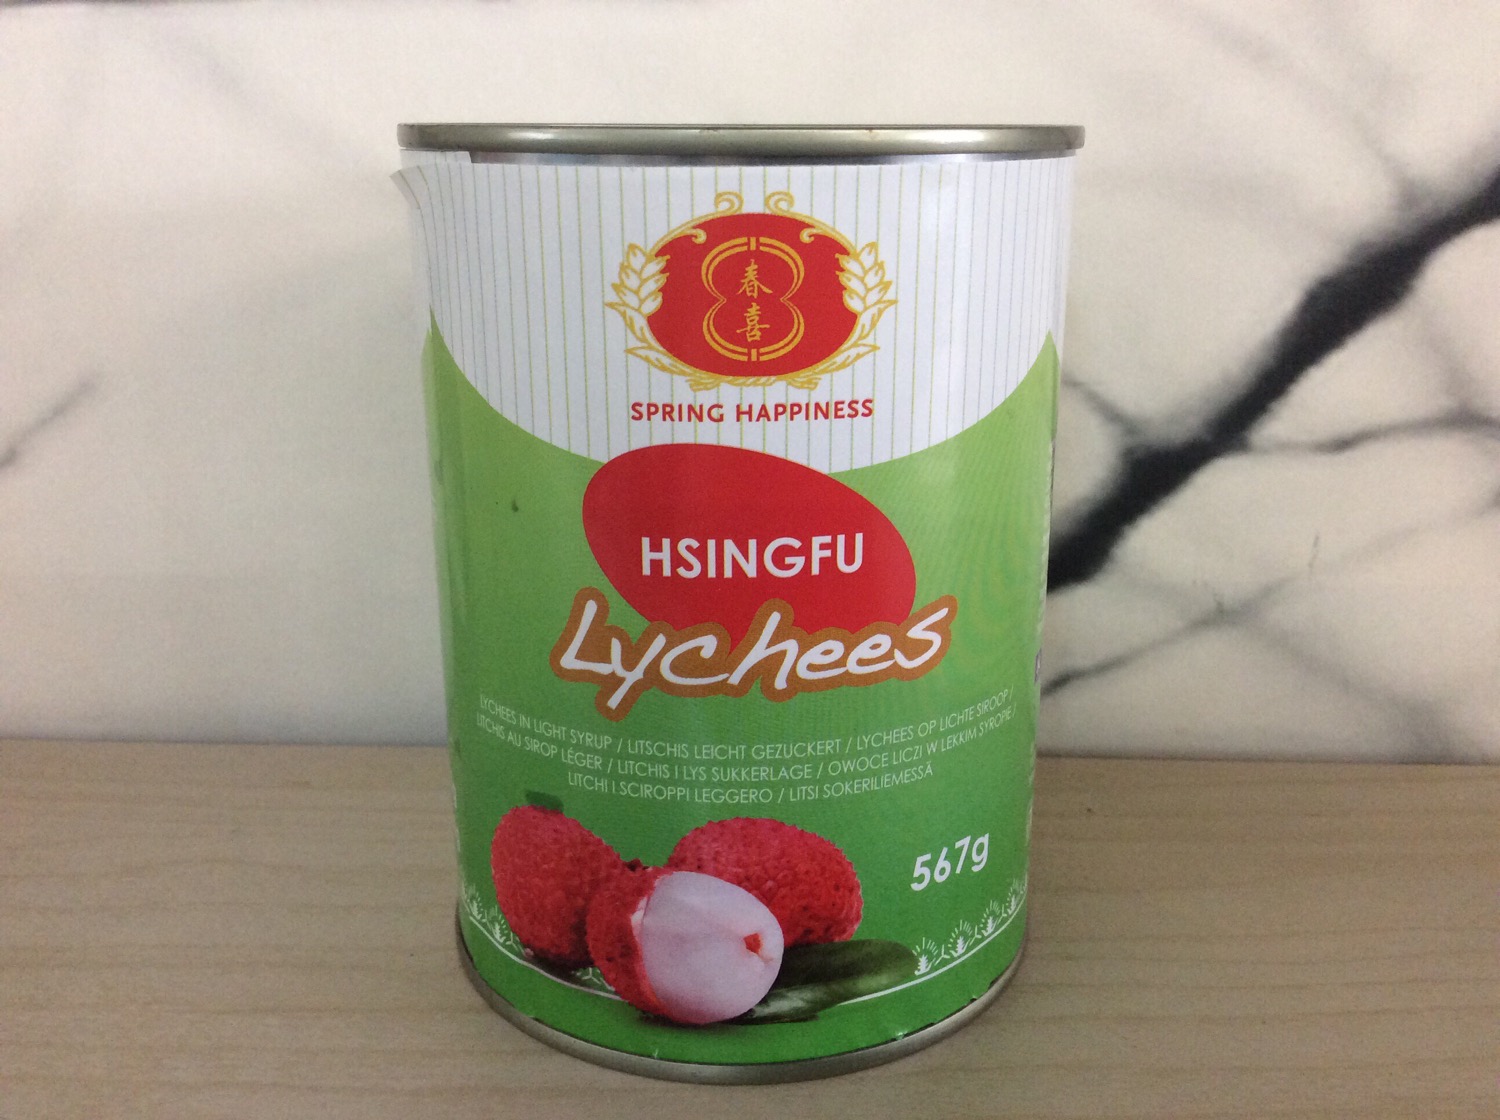 春
喜
SPRING HAPPINESS
HSINGFU
Lychees
LYCHEES IN LIGHT SYRUP / LITSCHIS LEICHT GEZUCKERT / LYCHEES OP LICHTE SIROOP /
LITCHIS AU SIROP LÉGER / LITCHIS I LYS SUKKERLAGE / OWOCE LICZI W LEKKIM SYROPIE /
LITCHI I SCIROPPI LEGGERO / LITSI SOKERILIEMESSÄ
567g